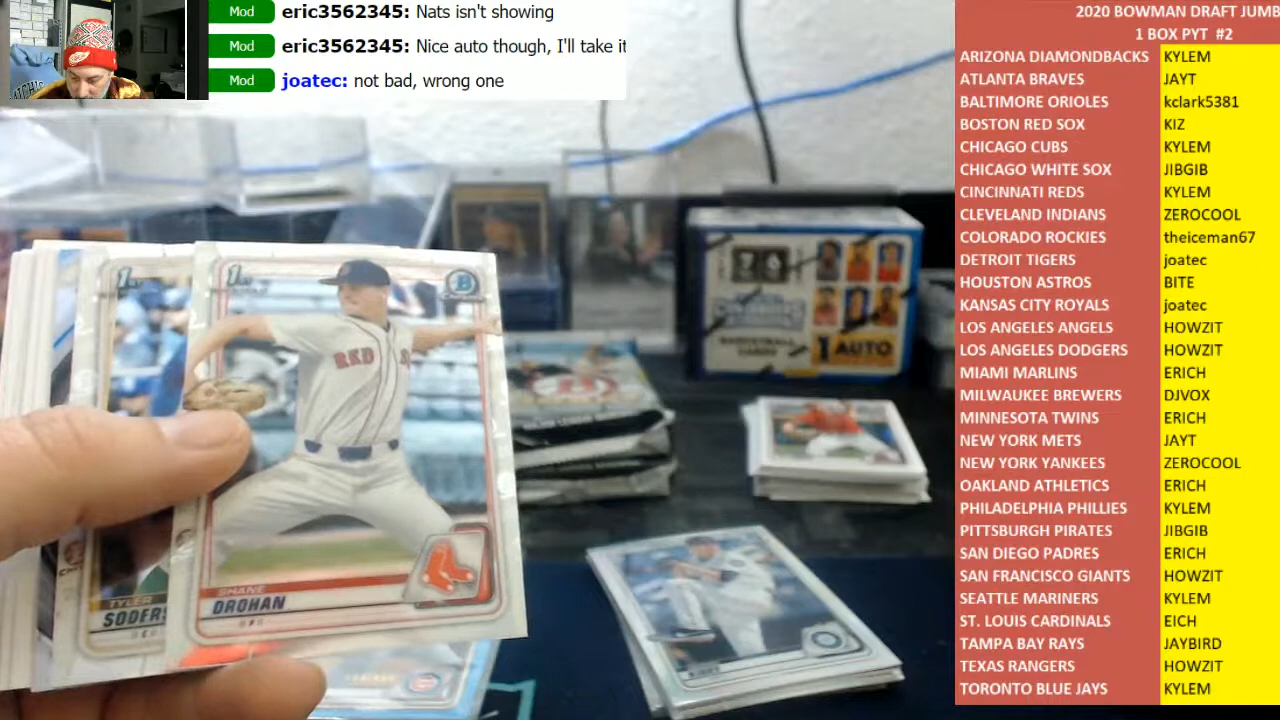 Mod eric3562345: Nats isn't showing
Mod eric3562345: Nice auto though, I'll take it
Mod joatec: not bad, wrong one
2020 BOWMAN DRAFT JUMB
1 BOX PYT #2
ARIZONA DIAMONDBACKS KYLEM
ATLANTA BRAVES JAYT
BALTIMORE ORIOLES kclark5381
BOSTON RED SOX KIZ
CHICAGO CUBS KYLEM
CHICAGO WHITE SOX JIBGIB
CINCINNATI REDS KYLEM
CLEVELAND INDIANS ZEROCOOL
COLORADO ROCKIES theiceman67
DETROIT TIGERS joatec
HOUSTON ASTROS BITE
KANSAS CITY ROYALS joatec
LOS ANGELES ANGELS HOWZIT
LOS ANGELES DODGERS HOWZIT
MIAMI MARLINS ERICH
MILWAUKEE BREWERS DJVOX
MINNESOTA TWINS ERICH
NEW YORK METS JAYT
NEW YORK YANKEES ZEROCOOL
OAKLAND ATHLETICS ERICH
PHILADELPHIA PHILLIES KYLEM
PITTSBURGH PIRATES JIBGIB
SAN DIEGO PADRES ERICH
SAN FRANCISCO GIANTS HOWZIT
SEATTLE MARINERS KYLEM
ST. LOUIS CARDINALS EICH
TAMPA BAY RAYS JAYBIRD
TEXAS RANGERS HOWZIT
TORONTO BLUE JAYS KYLEM
1st
1st
B
RED S
SHANE
DROHAN
TYLER
SODERS
1 AUTO